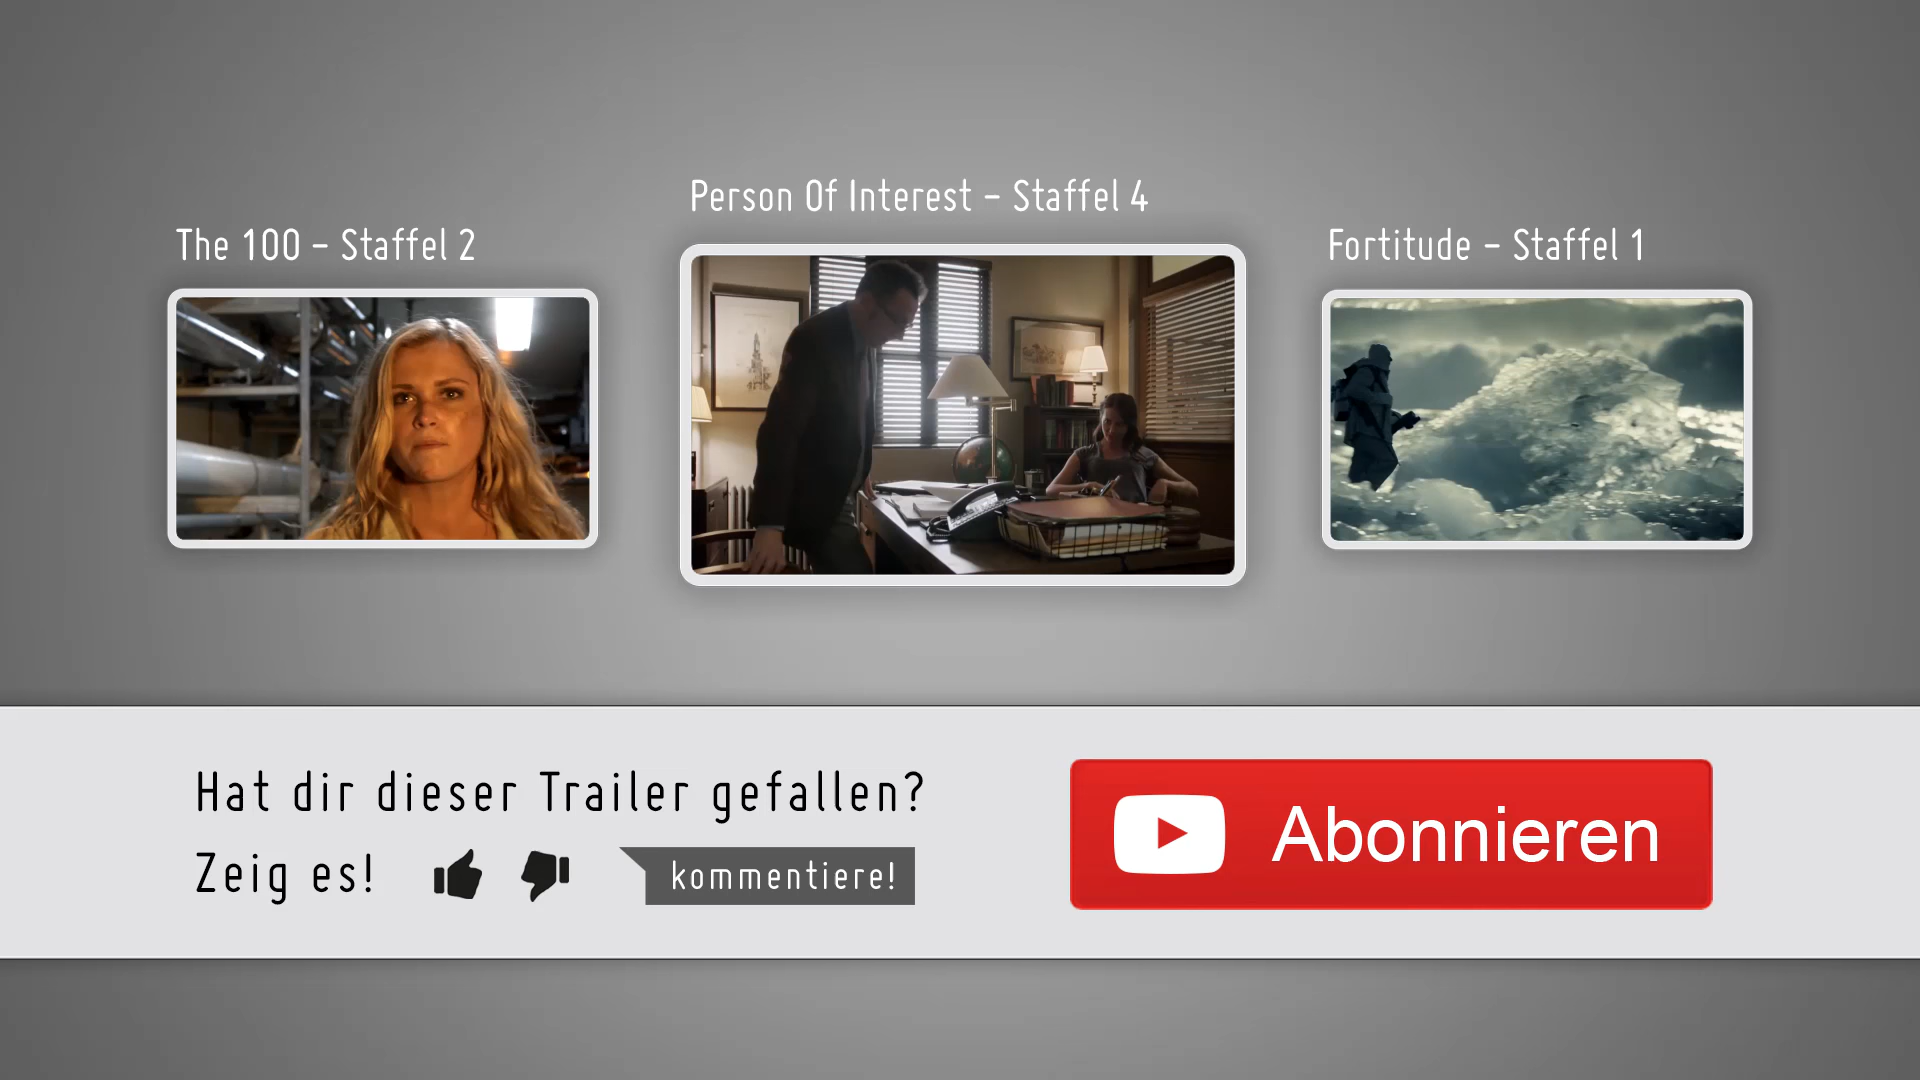 Person Of Interest - Staffel 4
The 100 - Staffel 2
Fortitude - Staffel 1
Hat dir dieser Trailer gefallen?
Zeig es!
kommentiere!
Abonnieren